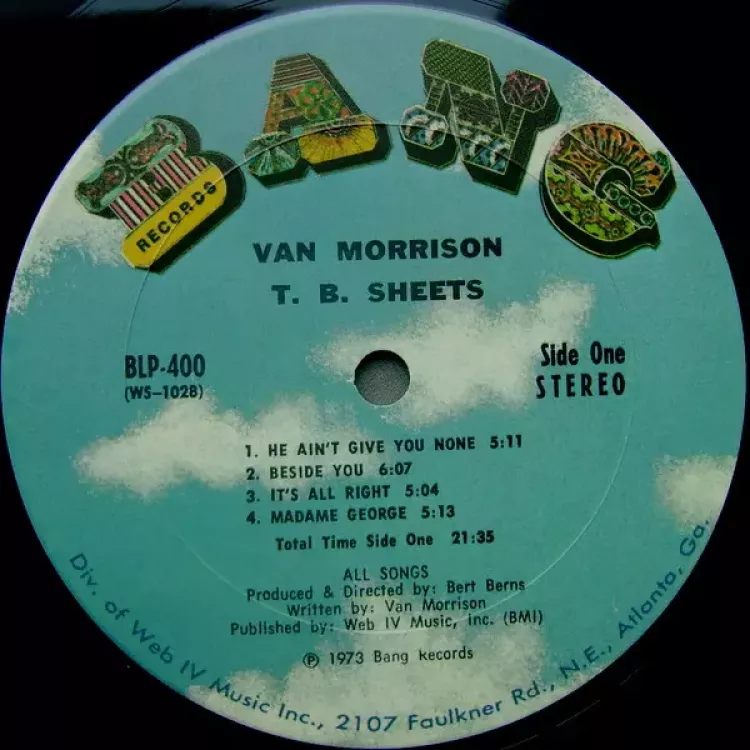 BANG
RECORDS
VAN MORRISON
T. B. SHEETS
BLP-400
(WS-1028)
Side One
STEREO
1. HE AIN'T GIVE YOU NONE 5:11
2. BESIDE YOU 6:07
3. IT'S ALL RIGHT 5:04
4. MADAME GEORGE 5:13
Total Time Side One 21:35
ALL SONGS
Produced & Directed by: Bert Berns
Written by: Van Morrison
Published by: Web IV Music, inc. (BMI)
℗ 1973 Bang Records
Div. of Web IV Music Inc., 2107 Faulkner Rd., N.E., Atlanta, Ga.